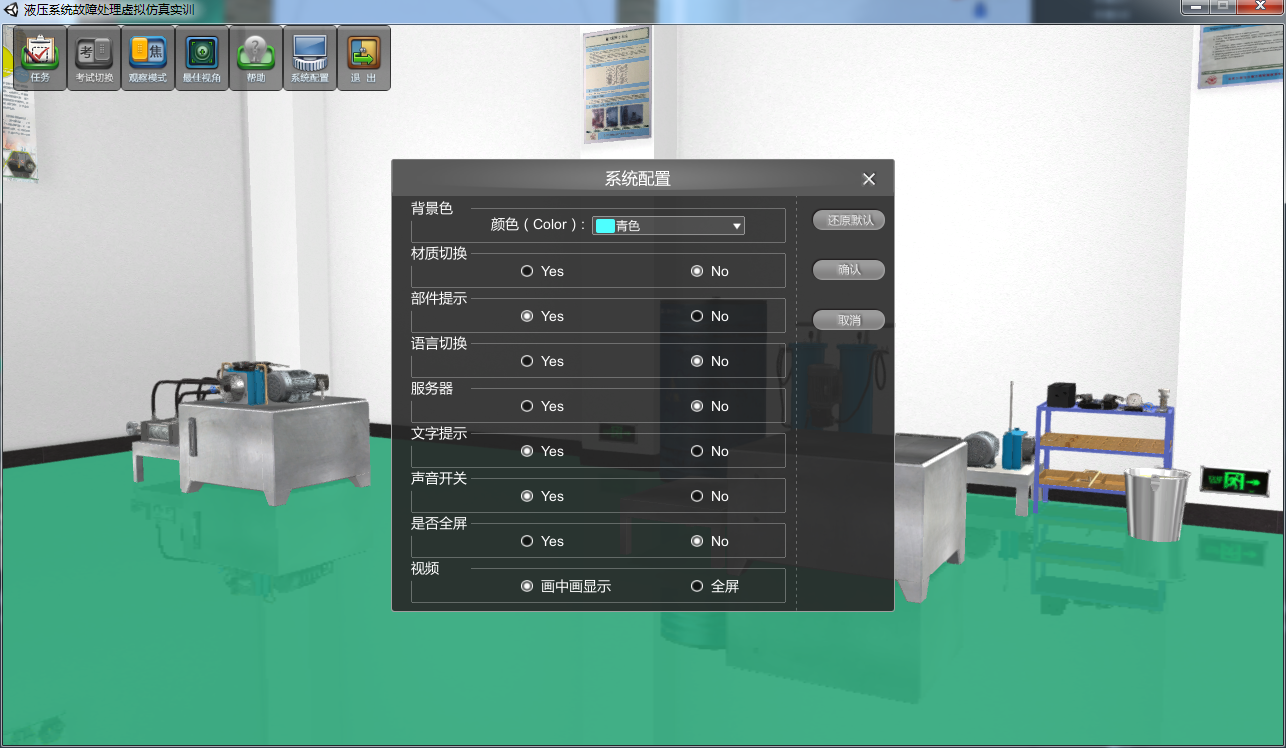 液压系统故障处理虚拟仿真实训
任务
考
考试切换
焦
观察模式
最佳视角
帮助
系统配置
退 出
系统配置
背景色
颜色 ( Color ) :
青色
还原默认
材质切换
Yes No
确认
部件提示
Yes No
取消
语言切换
Yes No
服务器
Yes No
文字提示
Yes No
声音开关
Yes No
是否全屏
Yes No
视频
画中画显示 全屏